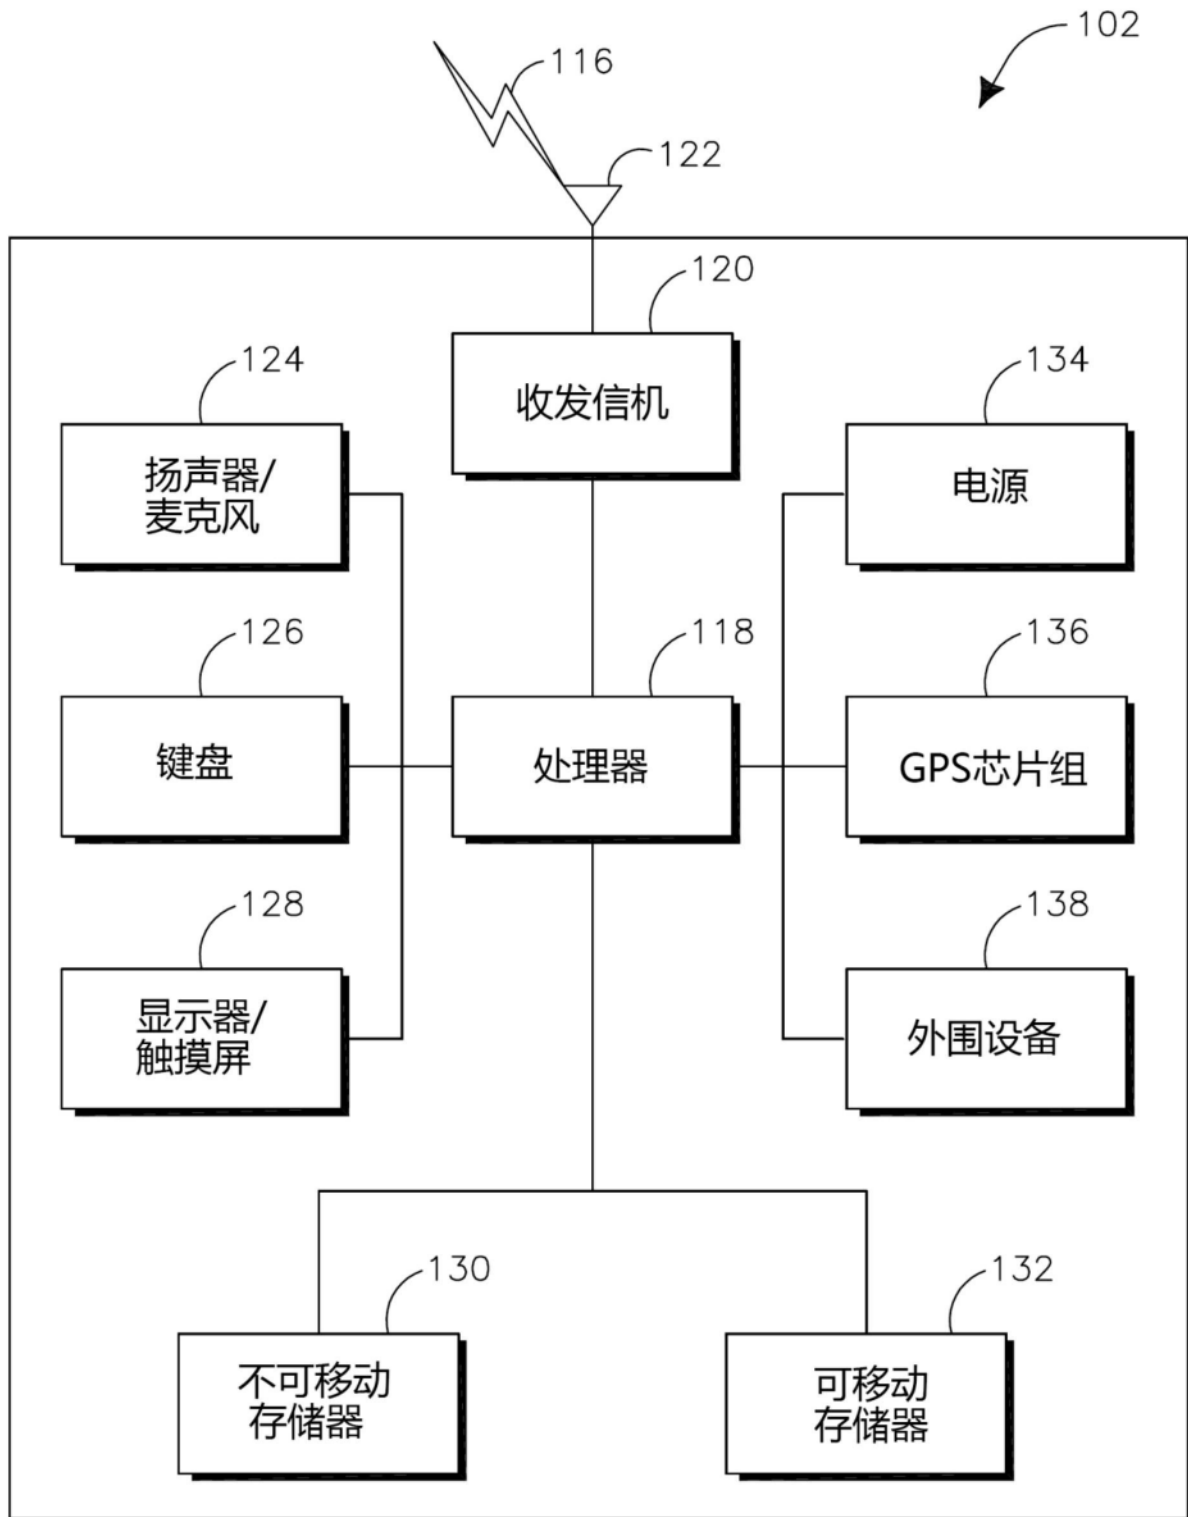 102
116
122
120
收发信机
124
扬声器/
麦克风
134
电源
126
键盘
118
处理器
136
GPS芯片组
128
显示器/
触摸屏
138
外围设备
130
不可移动
存储器
132
可移动
存储器